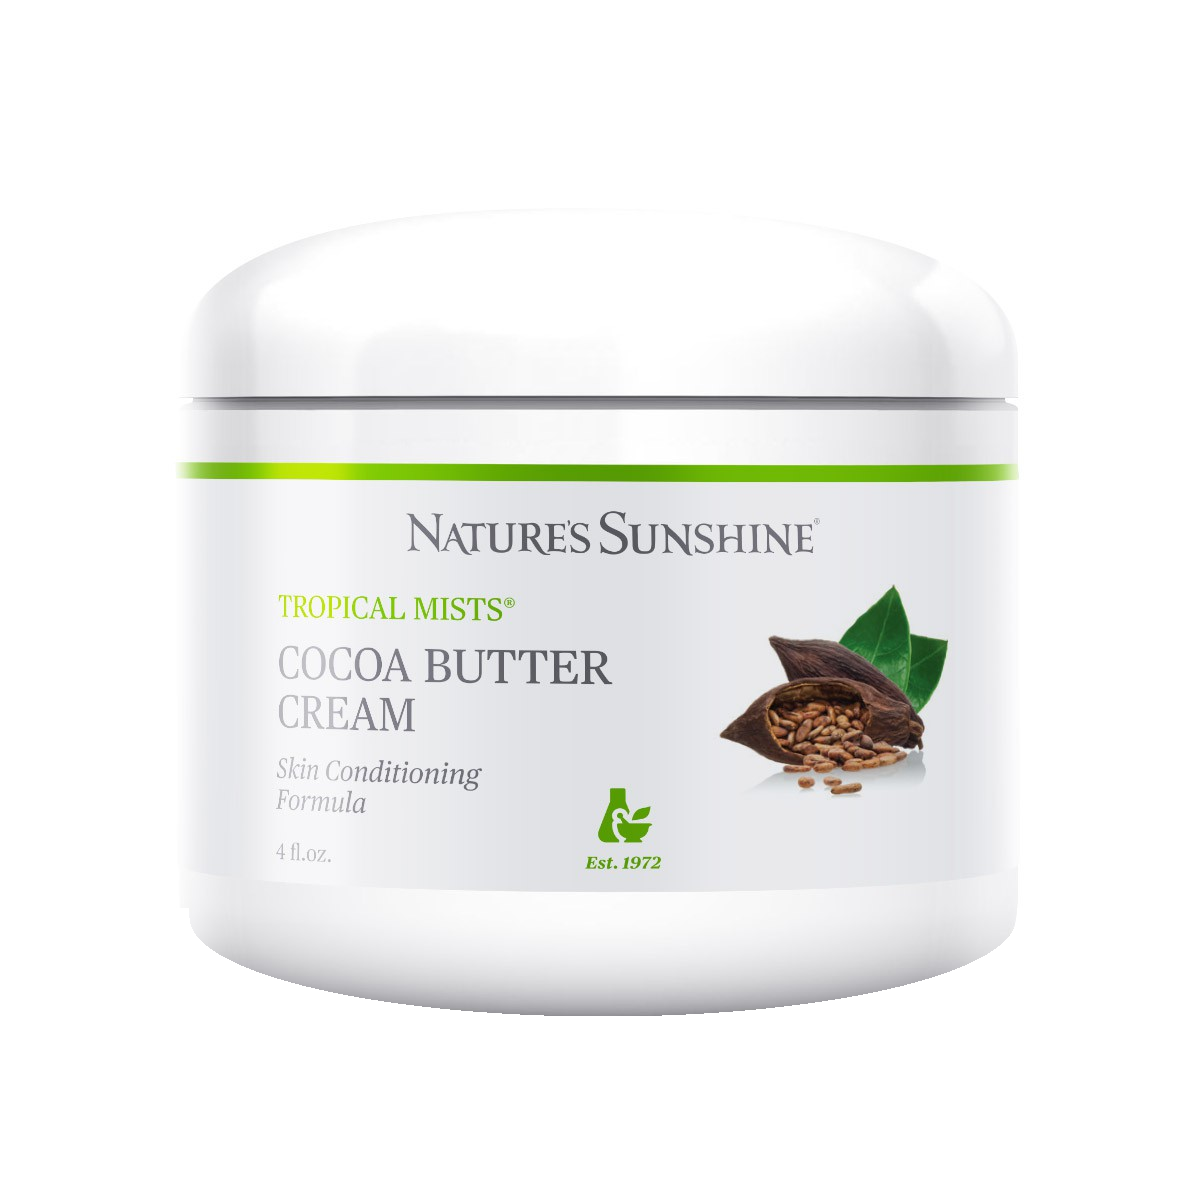 NATURE'S SUNSHINE®
TROPICAL MISTS®
COCOA BUTTER
CREAM
Skin Conditioning
Formula
4 fl.oz.
Est. 1972